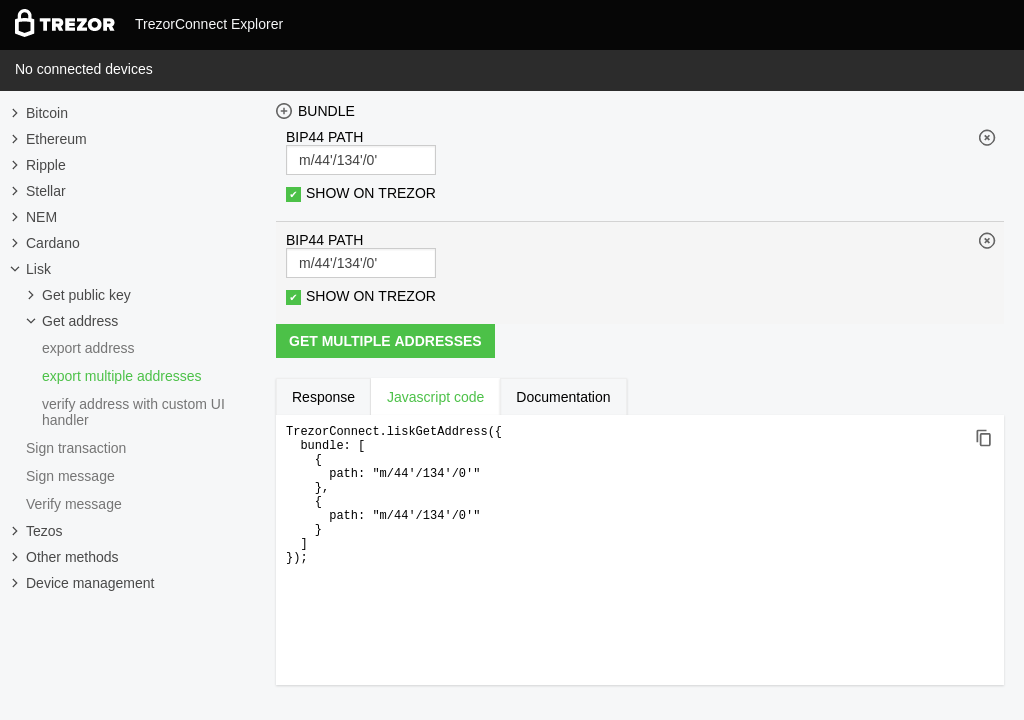 TREZOR TrezorConnect Explorer
No connected devices
Bitcoin
Ethereum
Ripple
Stellar
NEM
Cardano
Lisk
Get public key
Get address
export address
export multiple addresses
verify address with custom UI
handler
Sign transaction
Sign message
Verify message
Tezos
Other methods
Device management
BUNDLE
BIP44 PATH
m/44'/134'/0'
SHOW ON TREZOR
BIP44 PATH
m/44'/134'/0'
SHOW ON TREZOR
GET MULTIPLE ADDRESSES
Response Javascript code Documentation
TrezorConnect.liskGetAddress({
  bundle: [
    {
      path: "m/44'/134'/0'"
    },
    {
      path: "m/44'/134'/0'"
    }
  ]
});